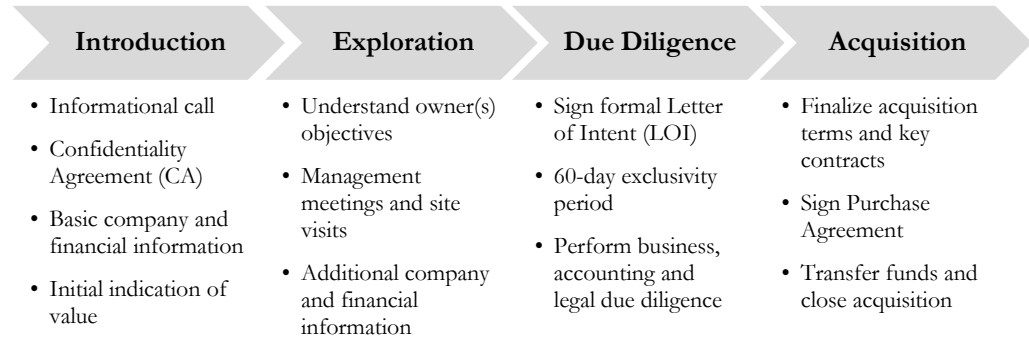 Introduction
• Informational call
• Confidentiality
Agreement (CA)
• Basic company and
financial information
• Initial indication of
value
Exploration
• Understand owner(s)
objectives
• Management
meetings and site
visits
• Additional company
and financial
information
Due Diligence
• Sign formal Letter
of Intent (LOI)
• 60-day exclusivity
period
• Perform business,
accounting and
legal due diligence
Acquisition
• Finalize acquisition
terms and key
contracts
• Sign Purchase
Agreement
• Transfer funds and
close acquisition